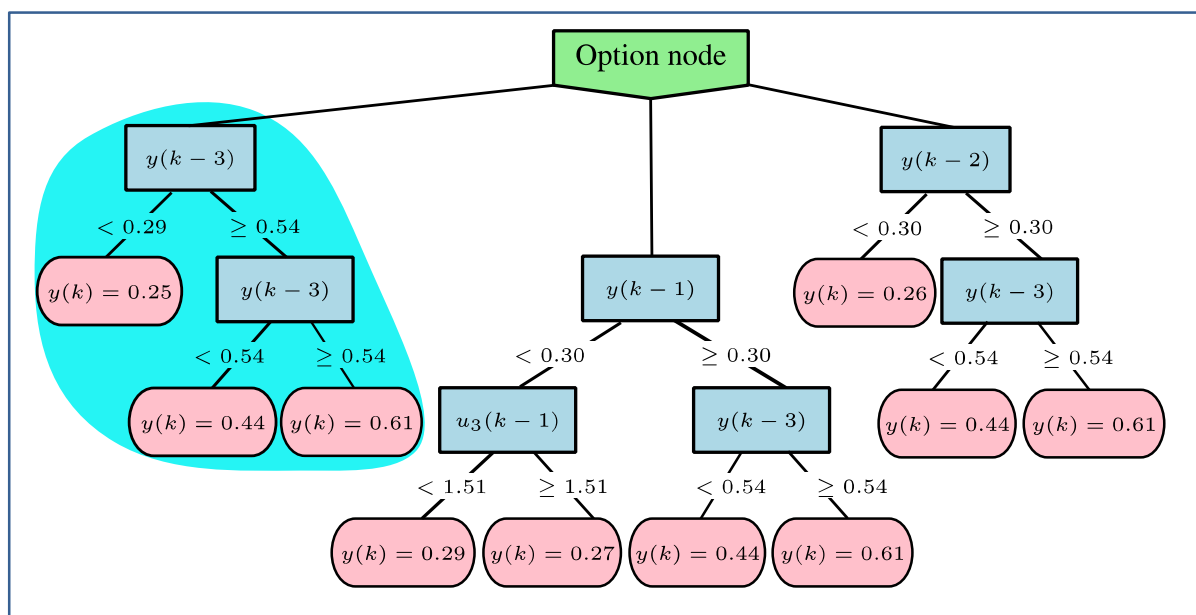 Option node
y(k − 3)
y(k − 2)
< 0.29
≥ 0.54
< 0.30
≥ 0.30
y(k) = 0.25
y(k − 3)
y(k − 1)
y(k) = 0.26
y(k − 3)
< 0.54
≥ 0.54
< 0.30
≥ 0.30
< 0.54
≥ 0.54
y(k) = 0.44
y(k) = 0.61
u₃(k − 1)
y(k − 3)
y(k) = 0.44
y(k) = 0.61
< 1.51
≥ 1.51
< 0.54
≥ 0.54
y(k) = 0.29
y(k) = 0.27
y(k) = 0.44
y(k) = 0.61